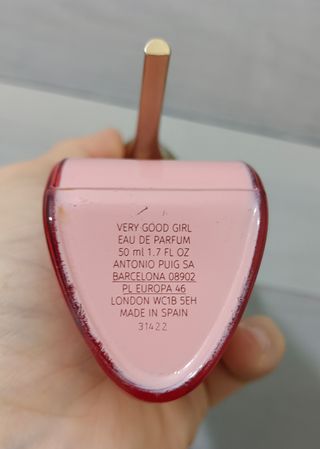 VERY GOOD GIRL
EAU DE PARFUM
50 ml 1.7 FL OZ
ANTONIO PUIG SA
BARCELONA 08902
PL EUROPA 46
LONDON WC1B 5EH
MADE IN SPAIN
31422